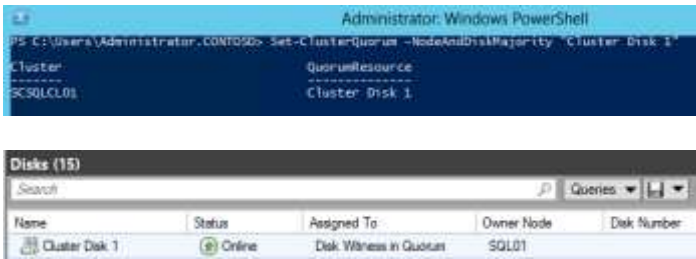 Administrator: Windows PowerShell
PS C:\Users\Administrator.CONTOSO> Set-ClusterQuorum -NodeAndDiskMajority "Cluster Disk 1"
Cluster QuorumResource
------- --------------
SCSQLCL01 Cluster Disk 1
Disks (15)
Search Queries
Name Status Assigned To Owner Node Disk Number
Cluster Disk 1 Online Disk Witness in Quorum SQL01